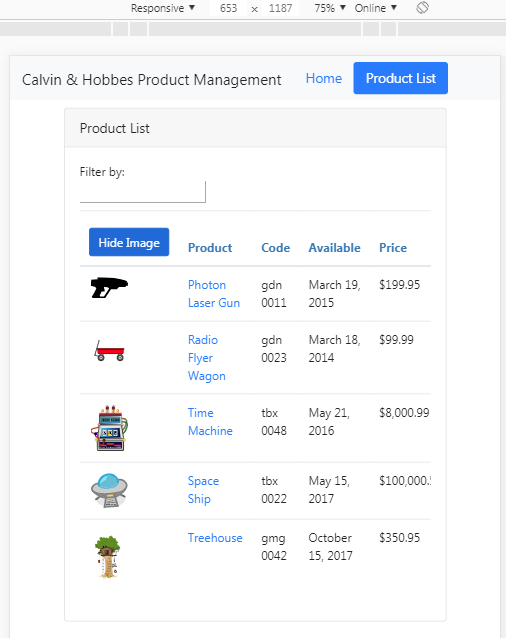 Responsive ▼ 653 x 1187 75% ▼ Online ▼
Calvin & Hobbes Product Management Home Product List
Product List
Filter by:
Hide Image Product Code Available Price
Photon gdn March 19, $199.95
Laser Gun 0011 2015
Radio gdn March 18, $99.99
Flyer 0023 2014
Wagon
Time tbx May 21, $8,000.99
Machine 0048 2016
Space tbx May 15, $100,000.
Ship 0022 2017
Treehouse gmg October $350.95
0042 15, 2017